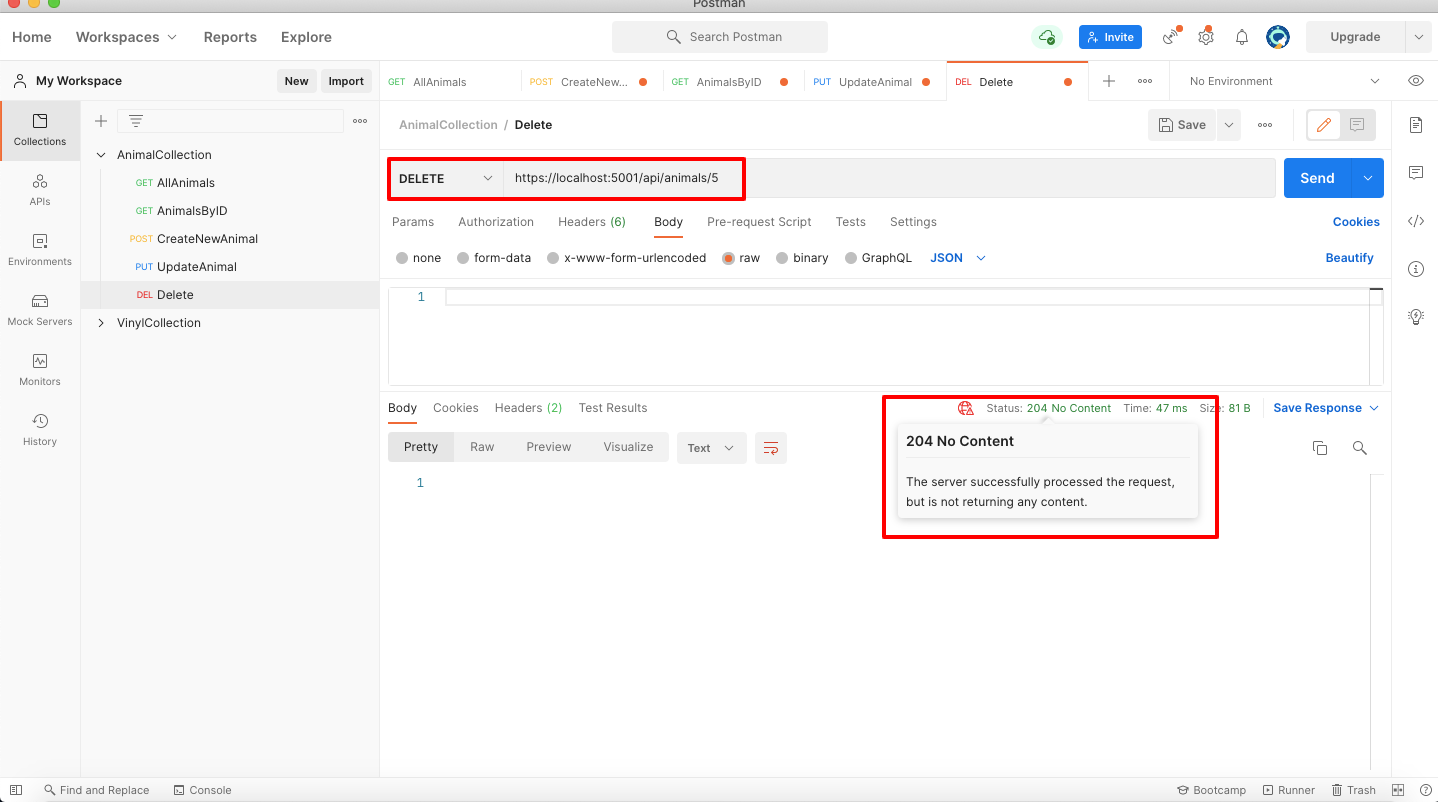 Postman
Home Workspaces Reports Explore Search Postman Invite Upgrade
My Workspace New Import GET AllAnimals POST CreateNew... GET AnimalsByID PUT UpdateAnimal DEL Delete No Environment
Collections
APIs
Environments
Mock Servers
Monitors
History
AnimalCollection
GET AllAnimals
GET AnimalsByID
POST CreateNewAnimal
PUT UpdateAnimal
DEL Delete
VinylCollection
AnimalCollection / Delete Save
DELETE https://localhost:5001/api/animals/5 Send
Params Authorization Headers (6) Body Pre-request Script Tests Settings Cookies
none form-data x-www-form-urlencoded raw binary GraphQL JSON Beautify
1
Body Cookies Headers (2) Test Results Status: 204 No Content Time: 47 ms Size: 81 B Save Response
Pretty Raw Preview Visualize Text
1
204 No Content
The server successfully processed the request,
but is not returning any content.
Find and Replace Console Bootcamp Runner Trash